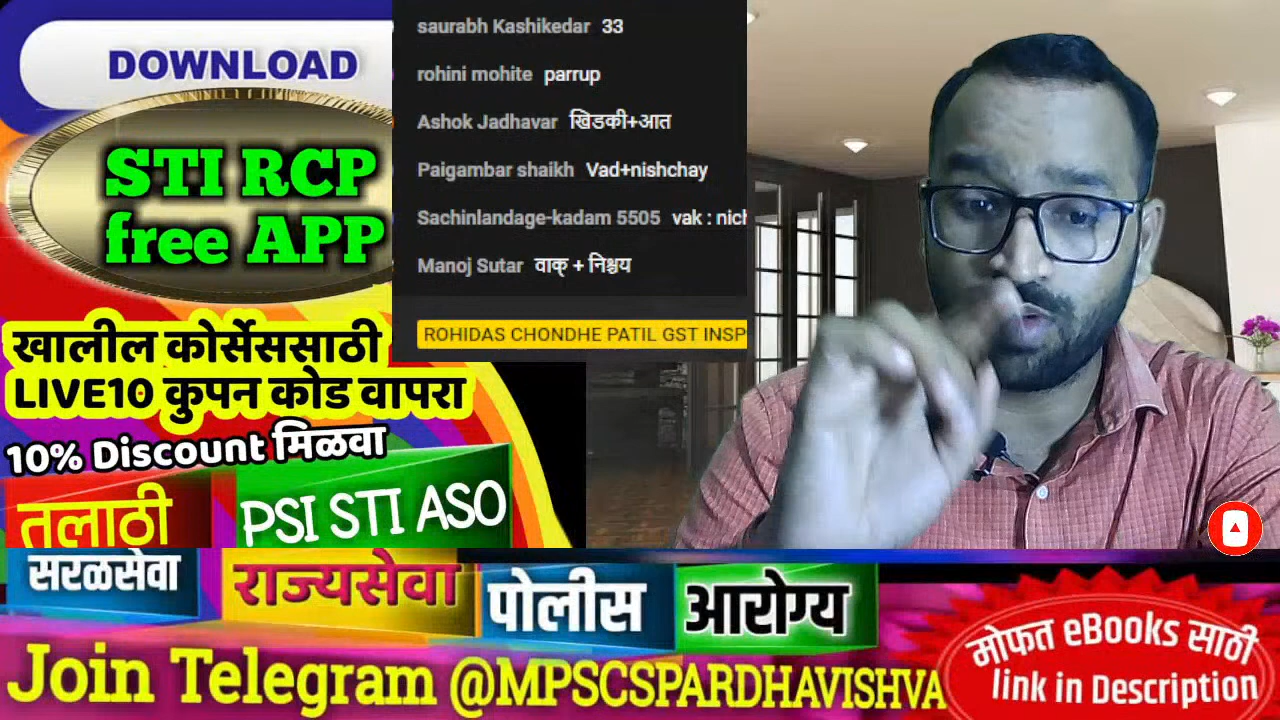 DOWNLOAD
STI RCP
free APP
खालील कोर्सेससाठी
LIVE10 कुपन कोड वापरा
10% Discount मिळवा
तलाठी
PSI STI ASO
सरळसेवा
राज्यसेवा
पोलीस
आरोग्य
Join Telegram @MPSCSPARDHAVISHVA
मोफत eBooks साठी
link in Description
saurabh Kashikedar 33
rohini mohite parrup
Ashok Jadhavar खिडकी+आत
Paigambar shaikh Vad+nishchay
Sachinlandage-kadam 5505 vak : nich
Manoj Sutar वाक् + निश्चय
ROHIDAS CHONDHE PATIL GST INSP